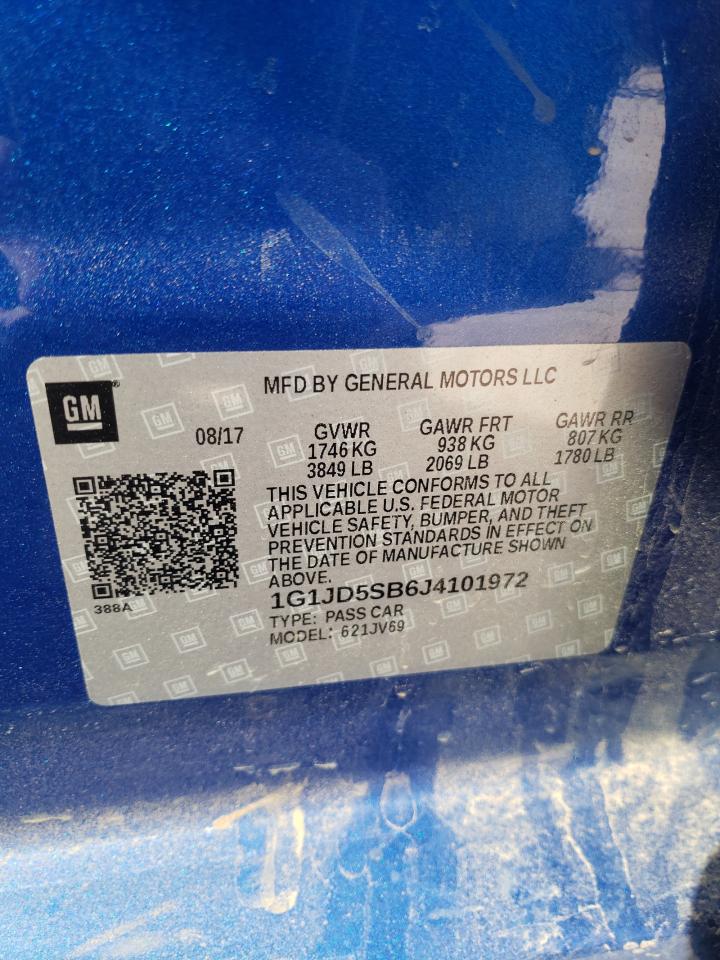 GM
MFD BY GENERAL MOTORS LLC
08/17
GVWR GAWR FRT GAWR RR
1746 KG 938 KG 807 KG
3849 LB 2069 LB 1780 LB
THIS VEHICLE CONFORMS TO ALL
APPLICABLE U.S. FEDERAL MOTOR
VEHICLE SAFETY, BUMPER, AND THEFT
PREVENTION STANDARDS IN EFFECT ON
THE DATE OF MANUFACTURE SHOWN
ABOVE.
388A
1G1JD5SB6J4101972
TYPE: PASS CAR
MODEL: 621JV69